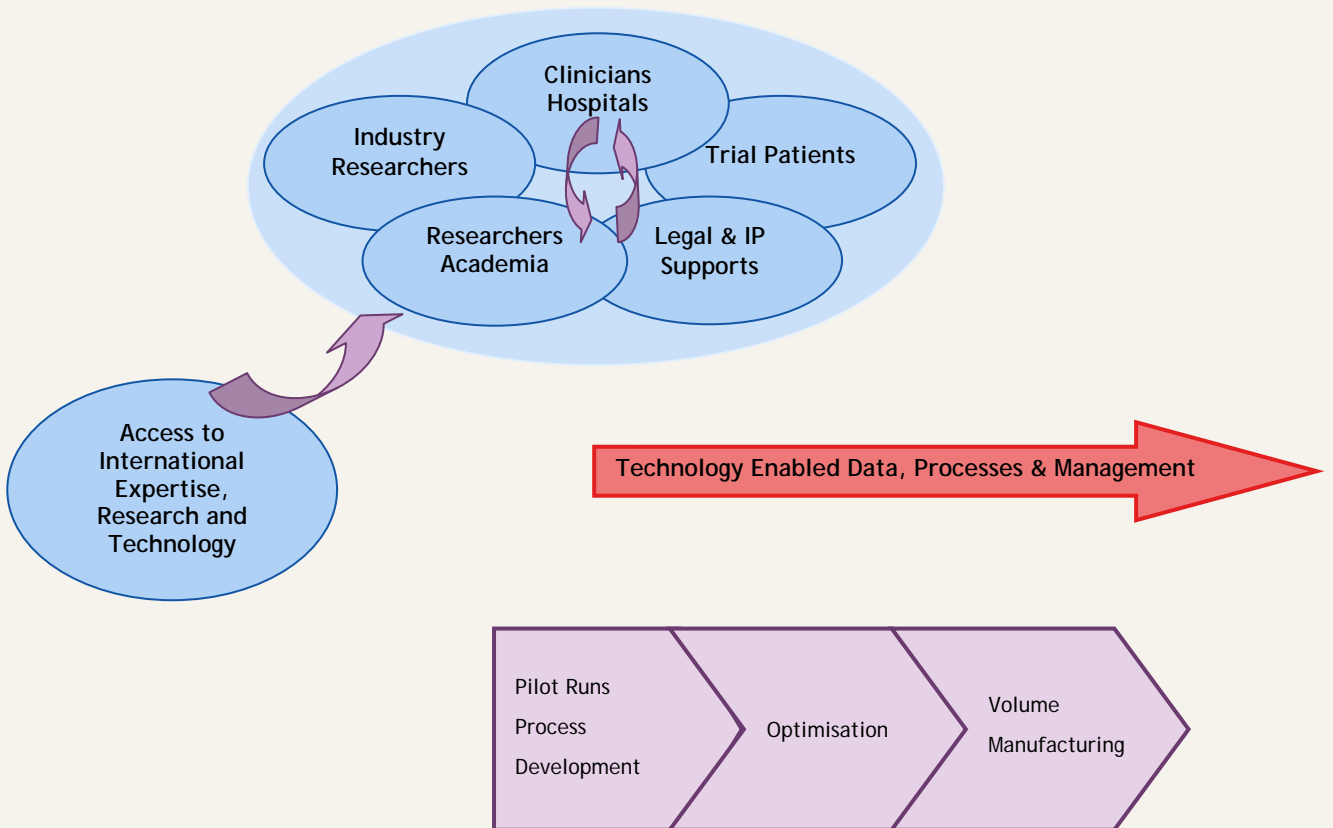 Clinicians
Hospitals
Industry
Researchers
Trial Patients
Researchers
Academia
Legal & IP
Supports
Access to
International
Expertise,
Research and
Technology
Technology Enabled Data, Processes & Management
Pilot Runs
Process
Development
Optimisation
Volume
Manufacturing